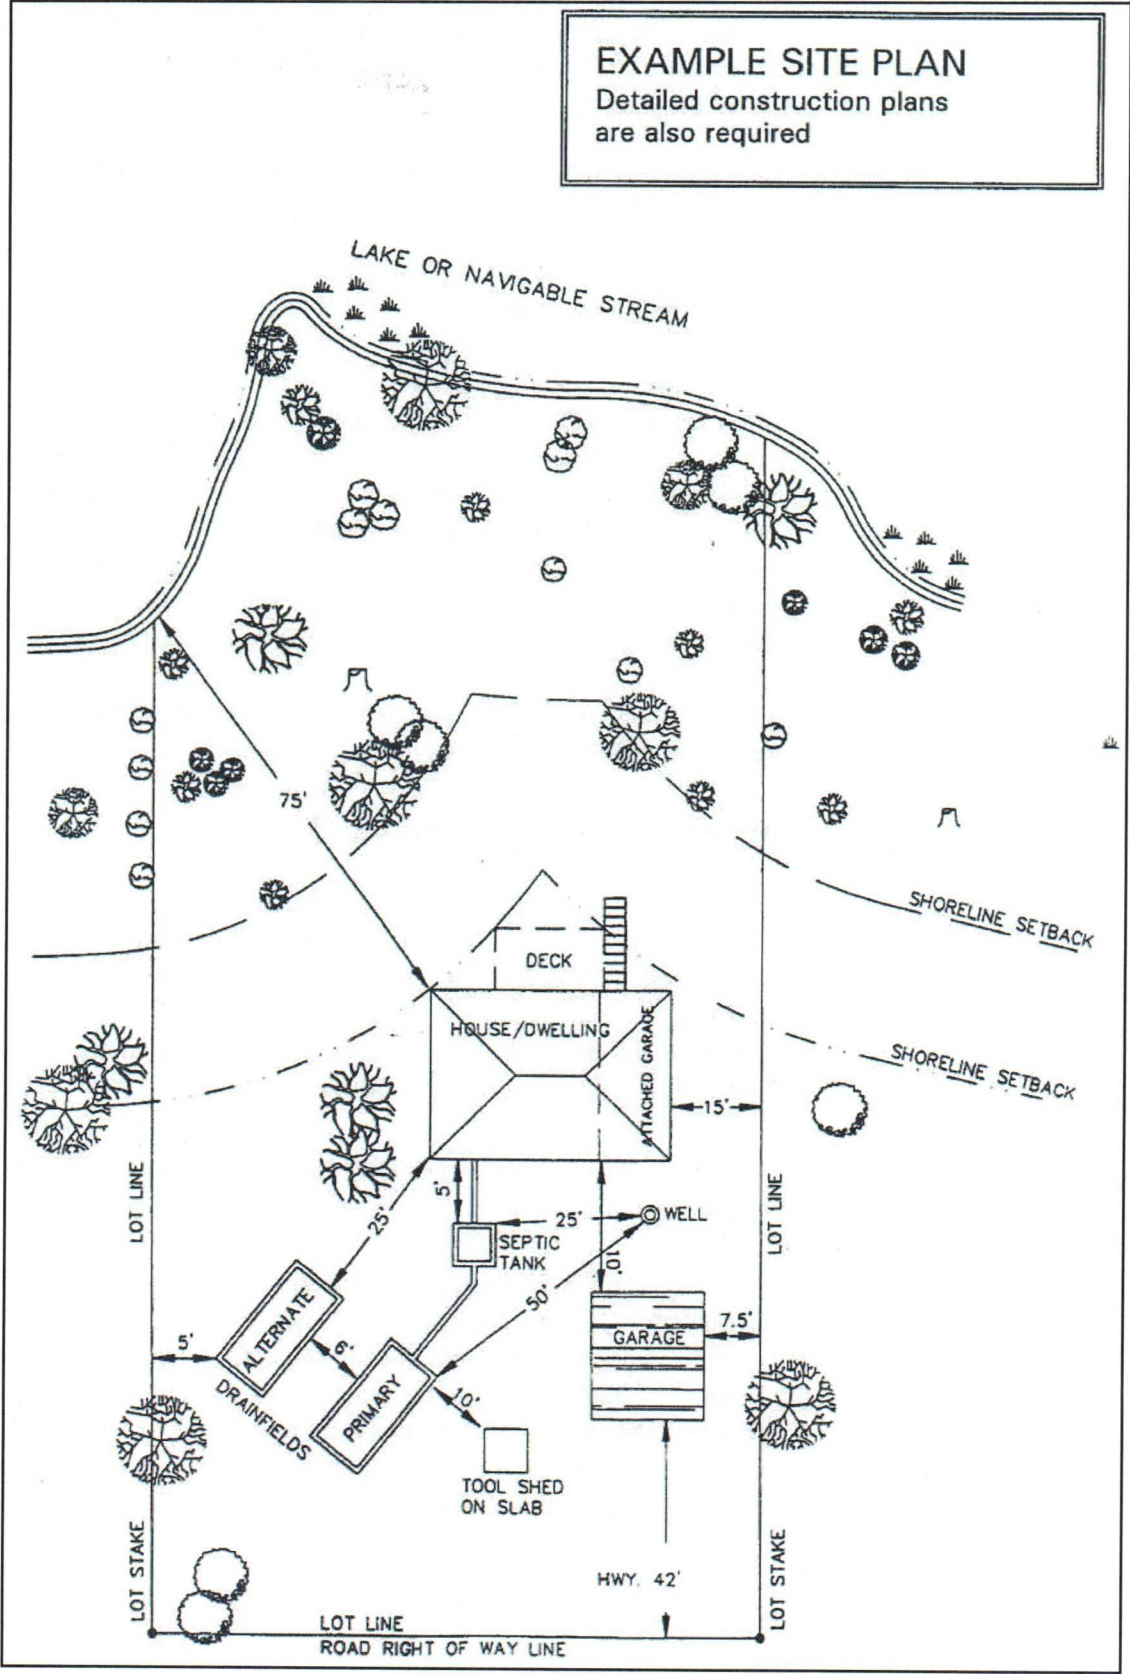 EXAMPLE SITE PLAN
Detailed construction plans
are also required
LAKE OR NAVIGABLE STREAM
75'
SHORELINE SETBACK
DECK
HOUSE/DWELLING
ATTACHED GARAGE
SHORELINE SETBACK
15'
LOT LINE
LOT LINE
5'
25'
25'
WELL
SEPTIC
TANK
10'
50'
ALTERNATE
GARAGE
7.5'
5'
6'
PRIMARY
10'
DRAINFIELDS
TOOL SHED
ON SLAB
LOT STAKE
HWY. 42'
LOT STAKE
LOT LINE
ROAD RIGHT OF WAY LINE